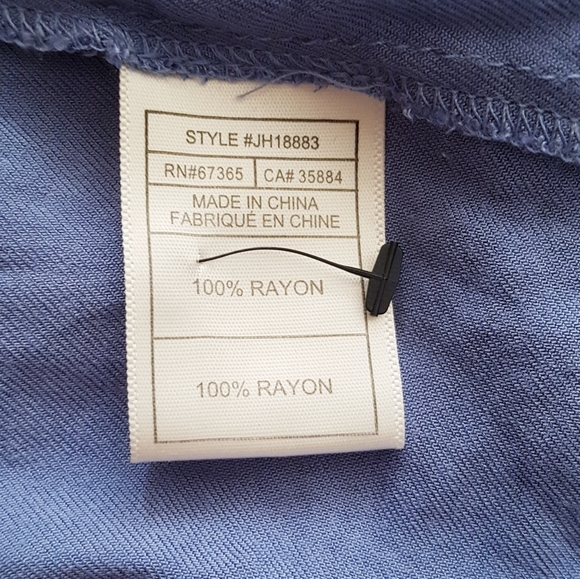 STYLE #JH18883
RN#67365 CA# 35884
MADE IN CHINA
FABRIQUÉ EN CHINE
100% RAYON
100% RAYON